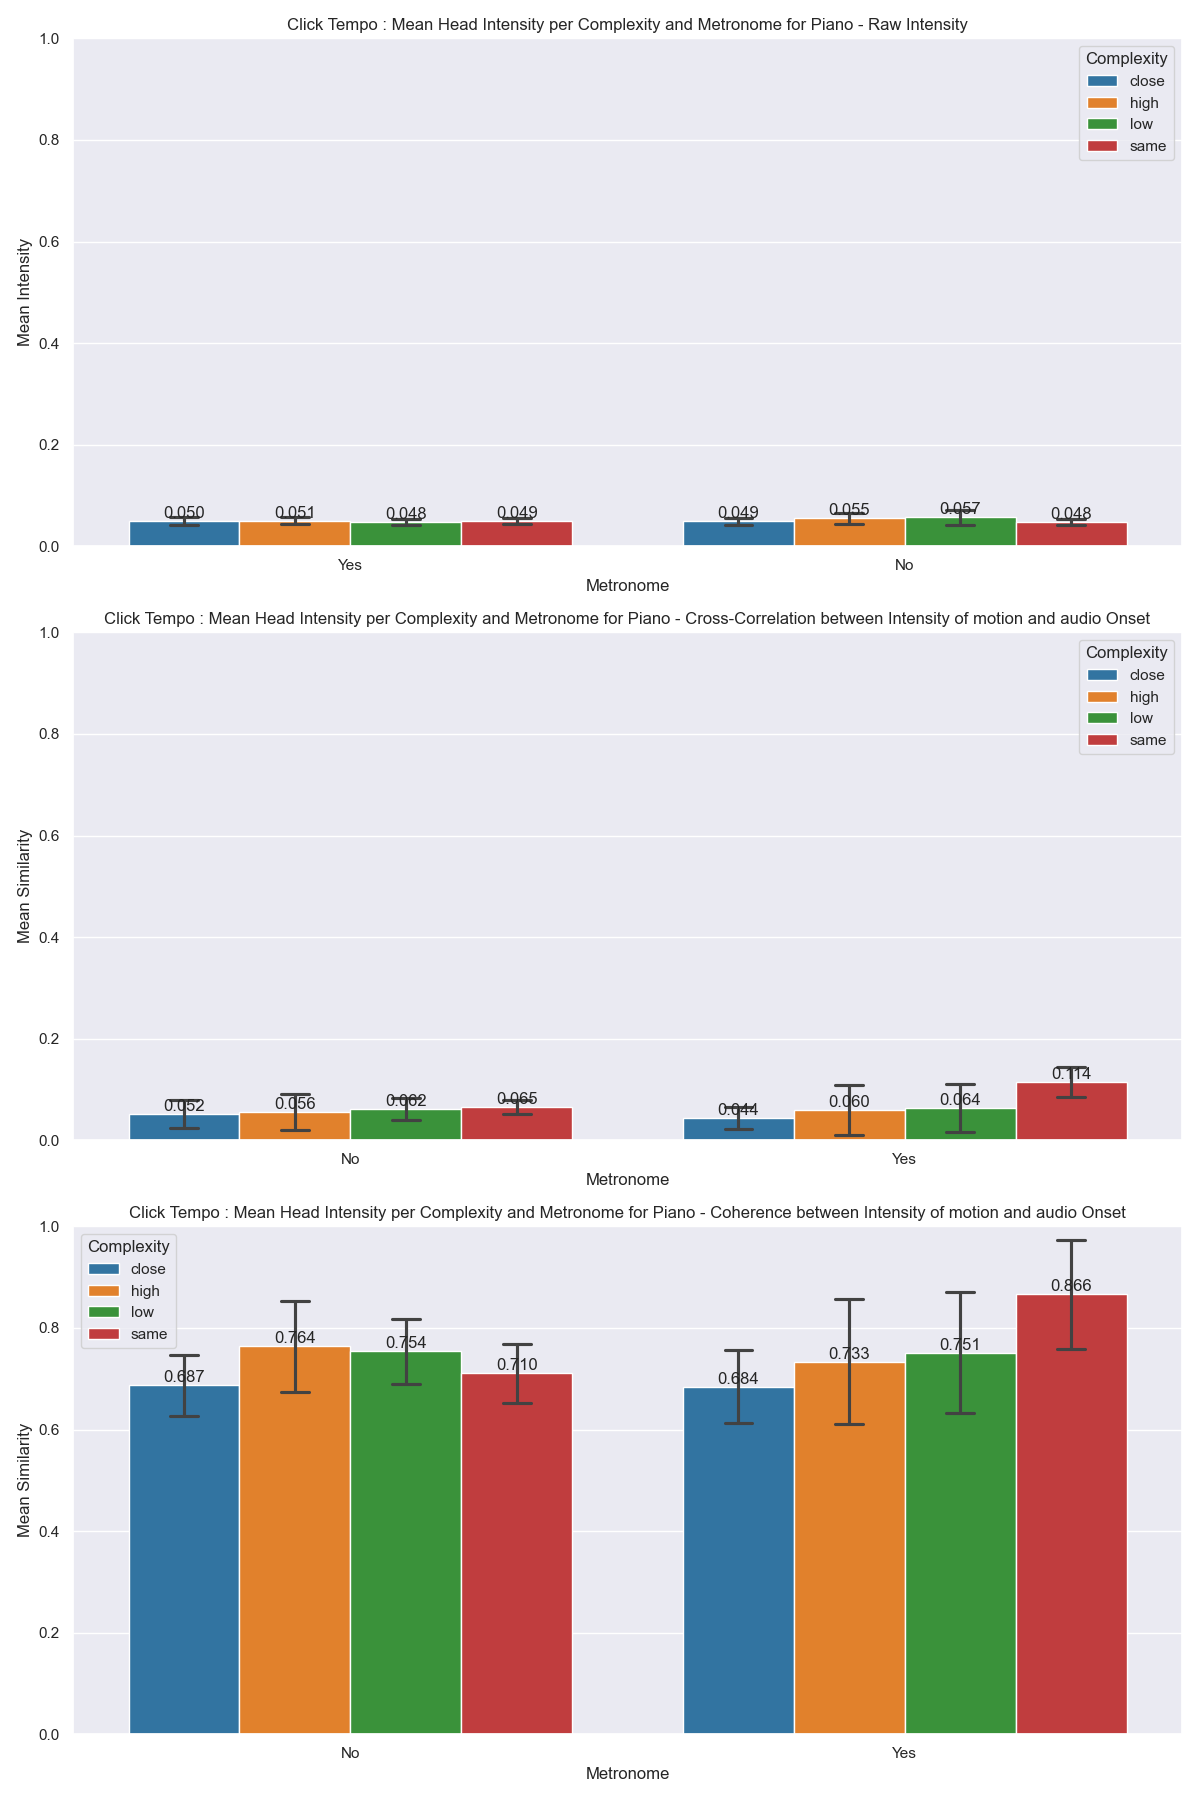 Click Tempo : Mean Head Intensity per Complexity and Metronome for Piano - Raw Intensity
1.0
0.8
0.6
0.4
0.2
0.0
Mean Intensity
Complexity
close
high
low
same
0.050
0.051
0.048
0.049
0.049
0.055
0.057
0.048
Yes
No
Metronome
Click Tempo : Mean Head Intensity per Complexity and Metronome for Piano - Cross-Correlation between Intensity of motion and audio Onset
1.0
0.8
0.6
0.4
0.2
0.0
Mean Similarity
Complexity
close
high
low
same
0.052
0.056
0.062
0.065
0.044
0.060
0.064
0.114
No
Yes
Metronome
Click Tempo : Mean Head Intensity per Complexity and Metronome for Piano - Coherence between Intensity of motion and audio Onset
1.0
0.8
0.6
0.4
0.2
0.0
Mean Similarity
Complexity
close
high
low
same
0.687
0.764
0.754
0.710
0.684
0.733
0.751
0.866
No
Yes
Metronome